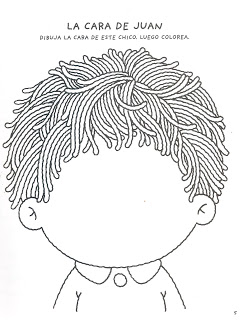 LA CARA DE JUAN
DIBUJA LA CARA DE ESTE CHICO. LUEGO COLOREA.